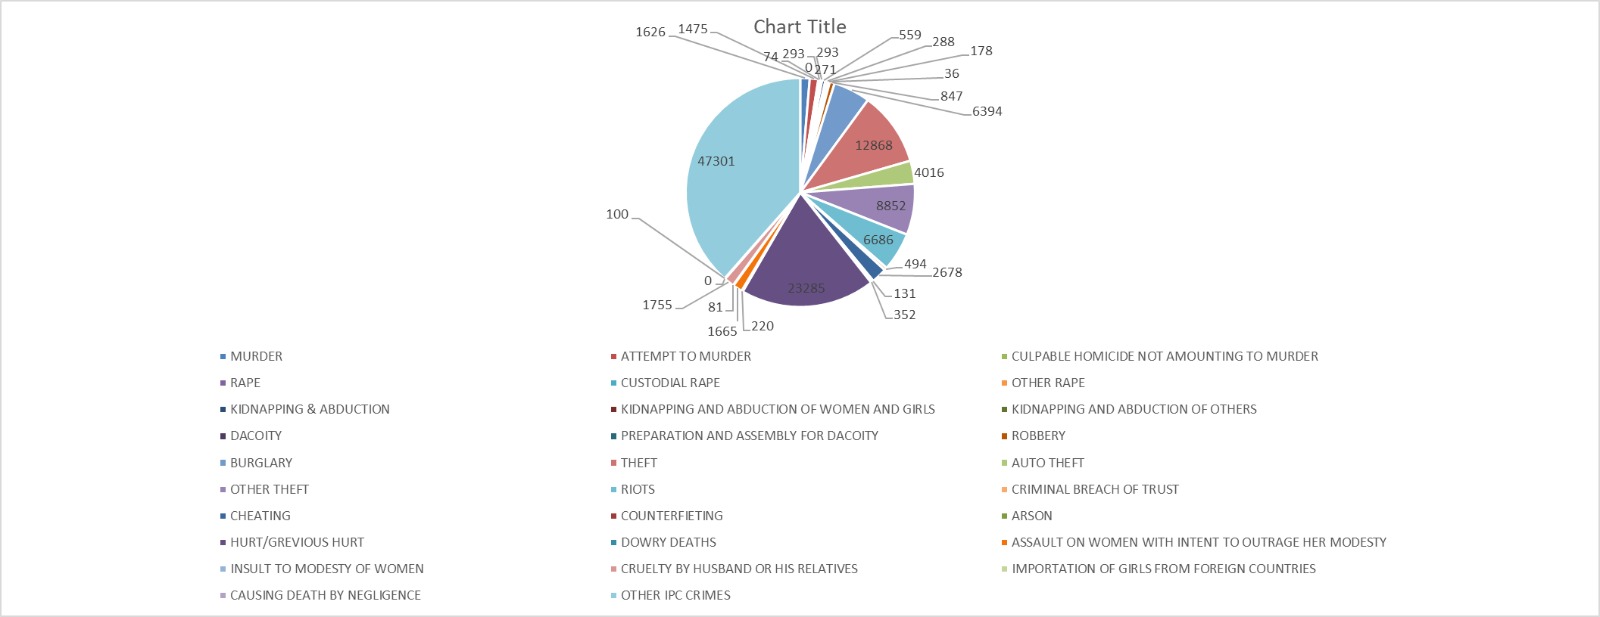 Chart Title
1626 1475 559
74 293 293 288
0 271 178
36
847
6394
12868
47301
4016
8852
100
6686
494
2678
0
23285
131
1755
81
352
1665 220
MURDER ATTEMPT TO MURDER CULPABLE HOMICIDE NOT AMOUNTING TO MURDER
RAPE CUSTODIAL RAPE OTHER RAPE
KIDNAPPING & ABDUCTION KIDNAPPING AND ABDUCTION OF WOMEN AND GIRLS KIDNAPPING AND ABDUCTION OF OTHERS
DACOITY PREPARATION AND ASSEMBLY FOR DACOITY ROBBERY
BURGLARY THEFT AUTO THEFT
OTHER THEFT RIOTS CRIMINAL BREACH OF TRUST
CHEATING COUNTERFIETING ARSON
HURT/GREVIOUS HURT DOWRY DEATHS ASSAULT ON WOMEN WITH INTENT TO OUTRAGE HER MODESTY
INSULT TO MODESTY OF WOMEN CRUELTY BY HUSBAND OR HIS RELATIVES IMPORTATION OF GIRLS FROM FOREIGN COUNTRIES
CAUSING DEATH BY NEGLIGENCE OTHER IPC CRIMES